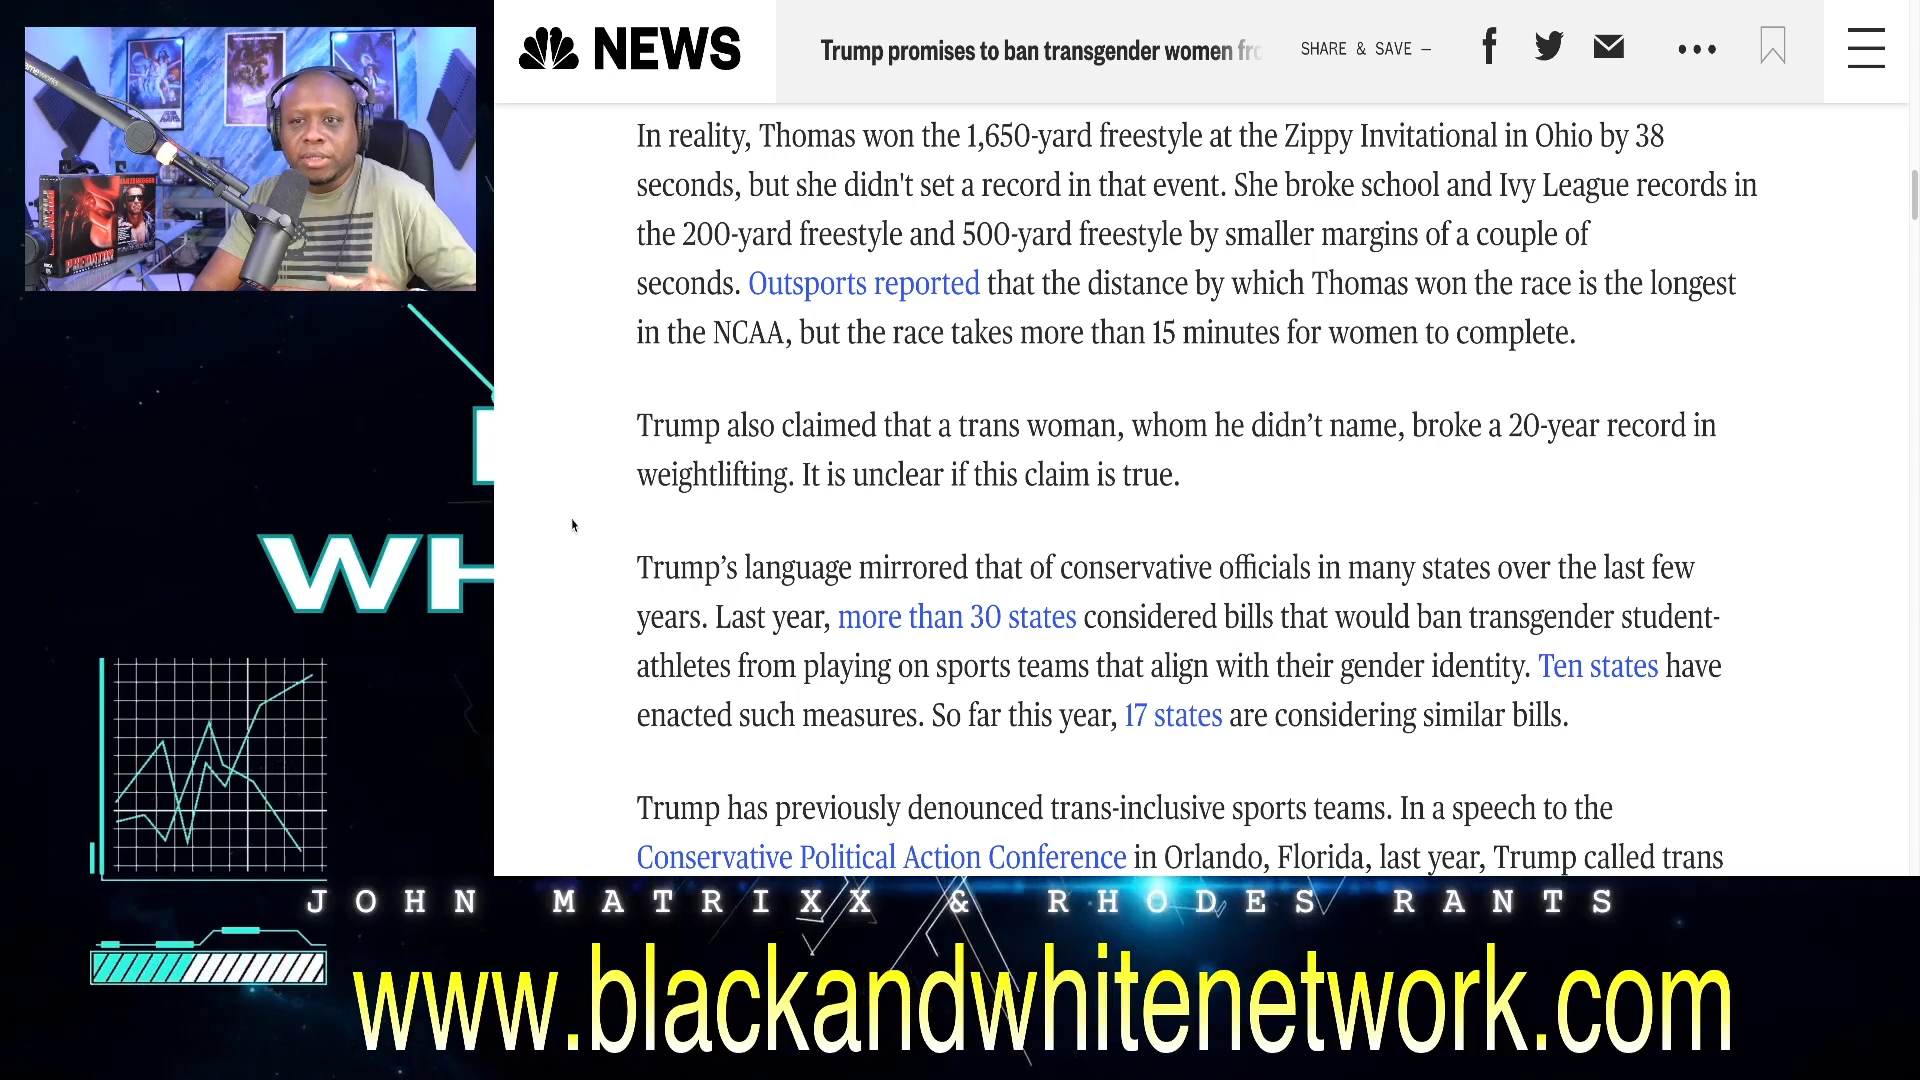 NEWS
Trump promises to ban transgender women fro
SHARE & SAVE —
In reality, Thomas won the 1,650-yard freestyle at the Zippy Invitational in Ohio by 38
seconds, but she didn't set a record in that event. She broke school and Ivy League records in
the 200-yard freestyle and 500-yard freestyle by smaller margins of a couple of
seconds. Outsports reported that the distance by which Thomas won the race is the longest
in the NCAA, but the race takes more than 15 minutes for women to complete.
Trump also claimed that a trans woman, whom he didn’t name, broke a 20-year record in
weightlifting. It is unclear if this claim is true.
Trump’s language mirrored that of conservative officials in many states over the last few
years. Last year, more than 30 states considered bills that would ban transgender student-
athletes from playing on sports teams that align with their gender identity. Ten states have
enacted such measures. So far this year, 17 states are considering similar bills.
Trump has previously denounced trans-inclusive sports teams. In a speech to the
Conservative Political Action Conference in Orlando, Florida, last year, Trump called trans
PREDATOR
WH
JOHN MATRIXX & RHODES RANTS
www.blackandwhitenetwork.com